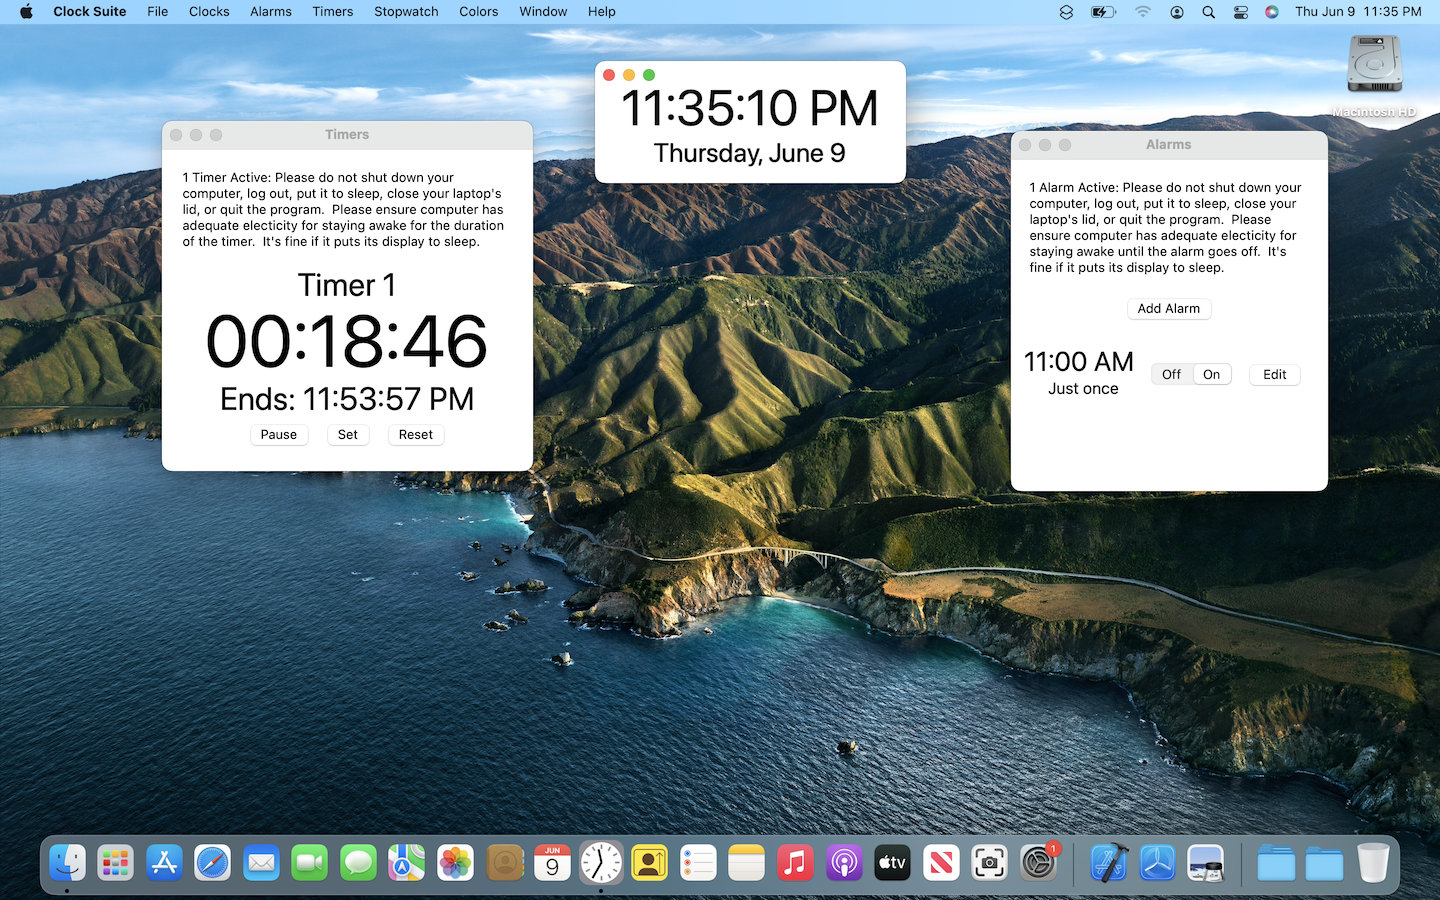 Clock Suite File Clocks Alarms Timers Stopwatch Colors Window Help Thu Jun 9 11:35 PM
Macintosh HD
11:35:10 PM
Thursday, June 9
Timers
1 Timer Active: Please do not shut down your
computer, log out, put it to sleep, close your laptop's
lid, or quit the program. Please ensure computer has
adequate electicity for staying awake for the duration
of the timer. It's fine if it puts its display to sleep.
Timer 1
00:18:46
Ends: 11:53:57 PM
Pause Set Reset
Alarms
1 Alarm Active: Please do not shut down your
computer, log out, put it to sleep, close your
laptop's lid, or quit the program. Please
ensure computer has adequate electicity for
staying awake until the alarm goes off. It's
fine if it puts its display to sleep.
Add Alarm
11:00 AM
Just once
Off On Edit
JUN
9
tv
1